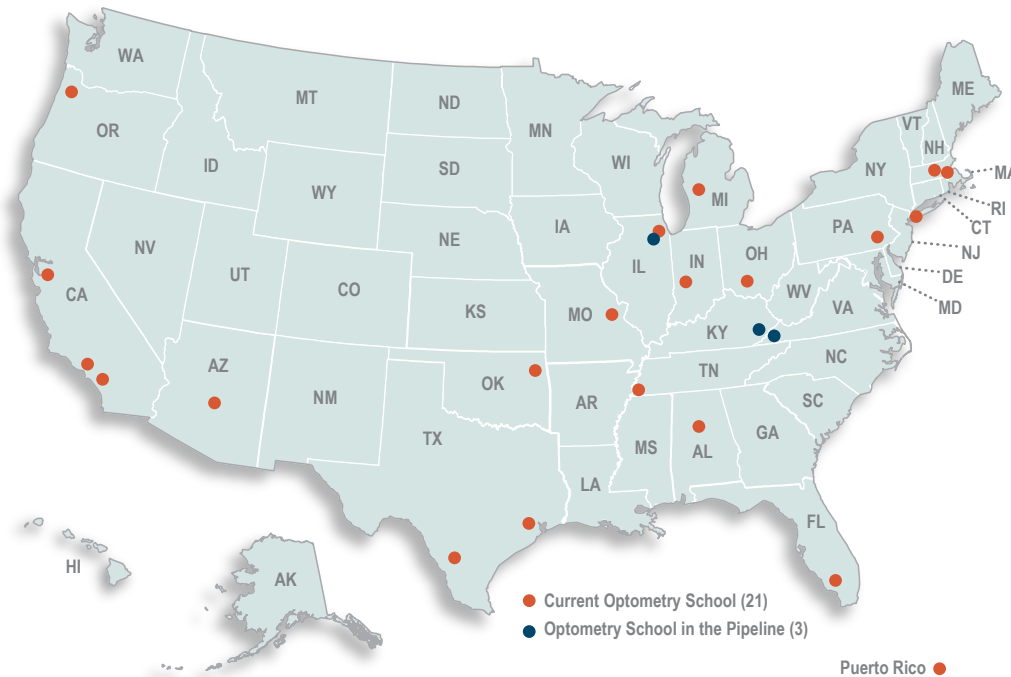 WA
MT
ND
MN
ME
VT
NH
OR
ID
WY
SD
WI
MI
NY
MA
RI
CT
NV
UT
CO
NE
IA
IL
IN
OH
PA
NJ
DE
MD
CA
KS
MO
KY
WV
VA
AZ
NM
OK
AR
TN
NC
SC
TX
LA
MS
AL
GA
FL
HI
AK
Current Optometry School (21)
Optometry School in the Pipeline (3)
Puerto Rico